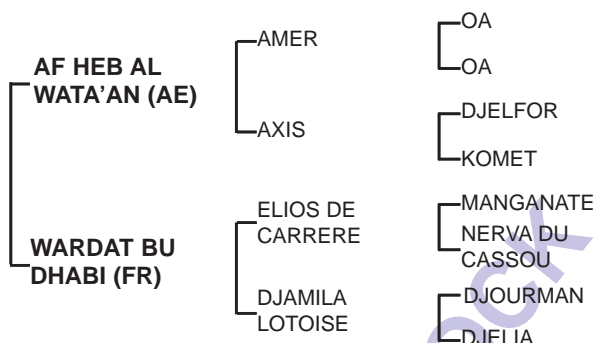 AF HEB AL
WATA'AN (AE)
WARDAT BU
DHABI (FR)
AMER
AXIS
ELIOS DE
CARRERE
DJAMILA
LOTOISE
OA
OA
DJELFOR
KOMET
MANGANATE
NERVA DU
CASSOU
DJOURMAN
DJELIA